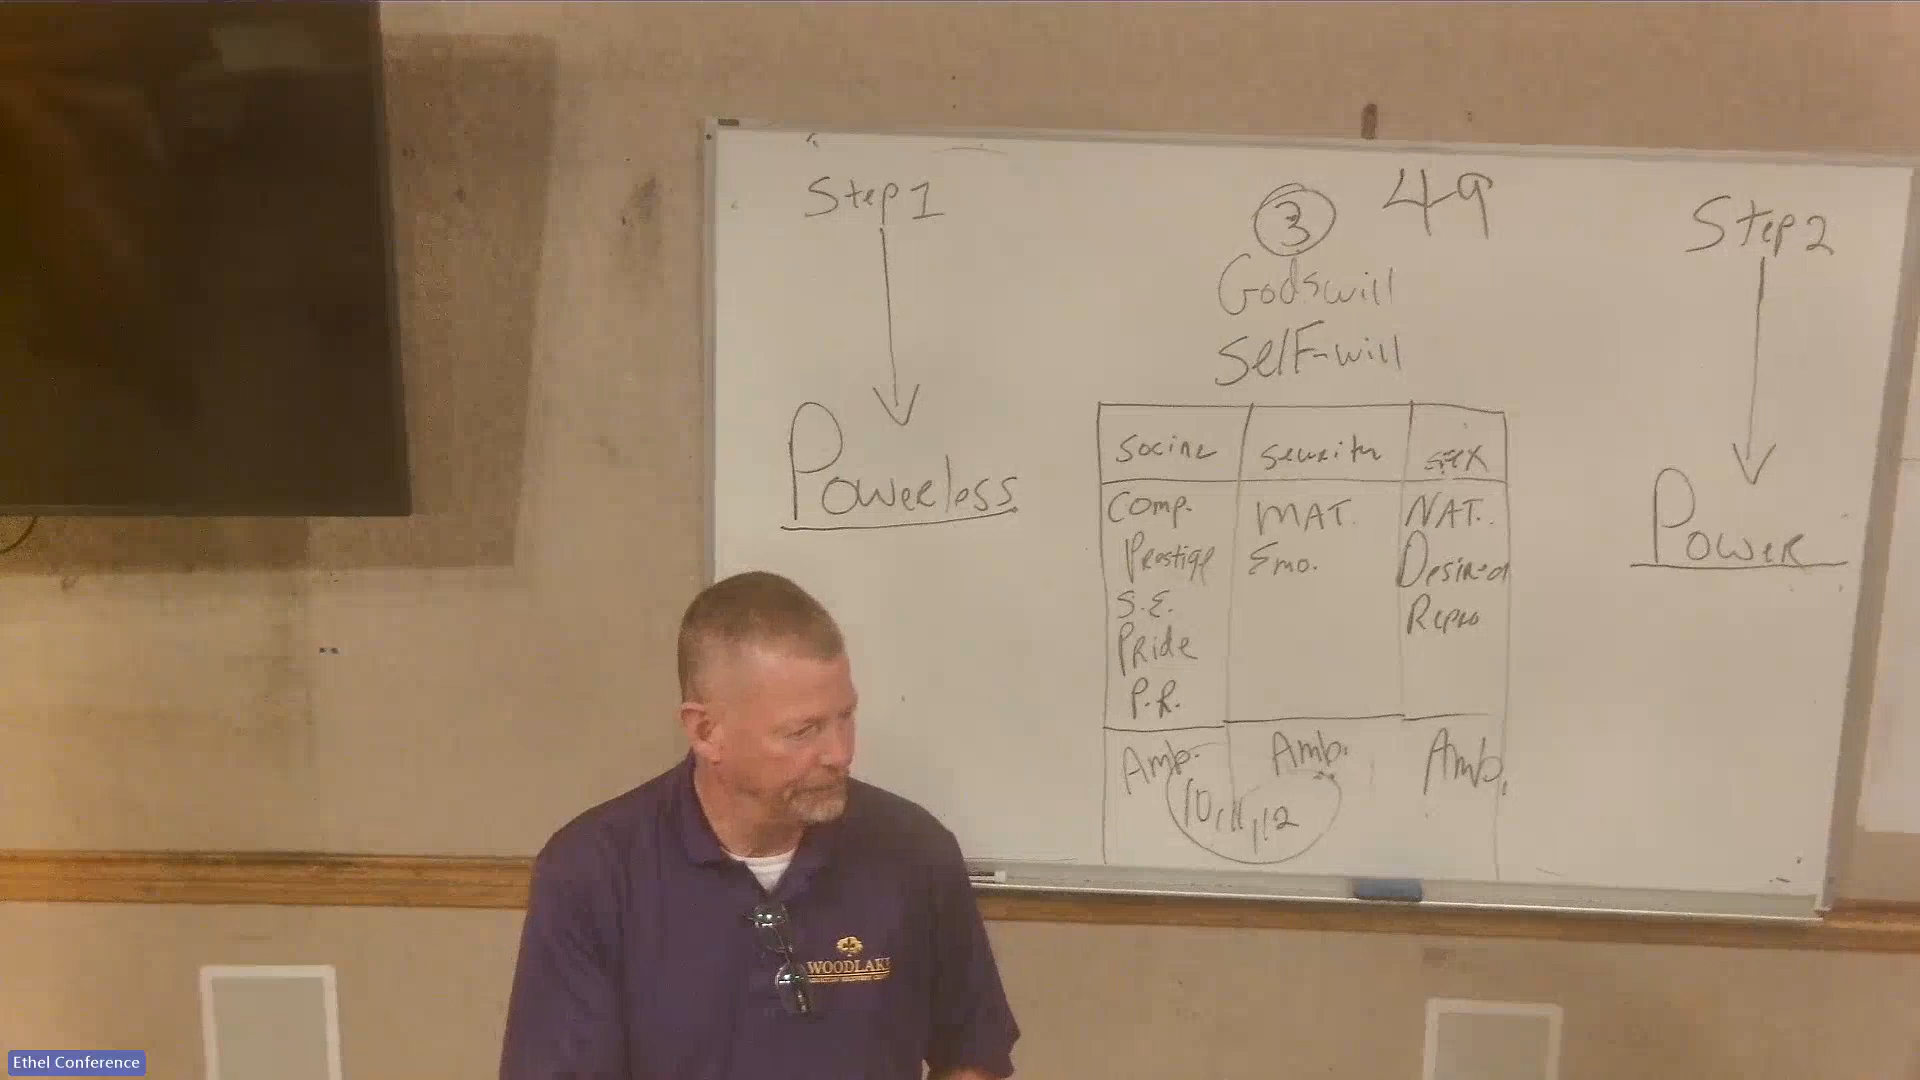 Step 1
3 49
Step 2
Godswill
Self-will
Powerless
Power
Social Security Sex
Comp. MAT. NAT.
Prestige Emo. Desired
S.E. Repro
Pride
P.R.
Amb. Amb. Amb.
10, 11, 12
WOODLAKE
Ethel Conference